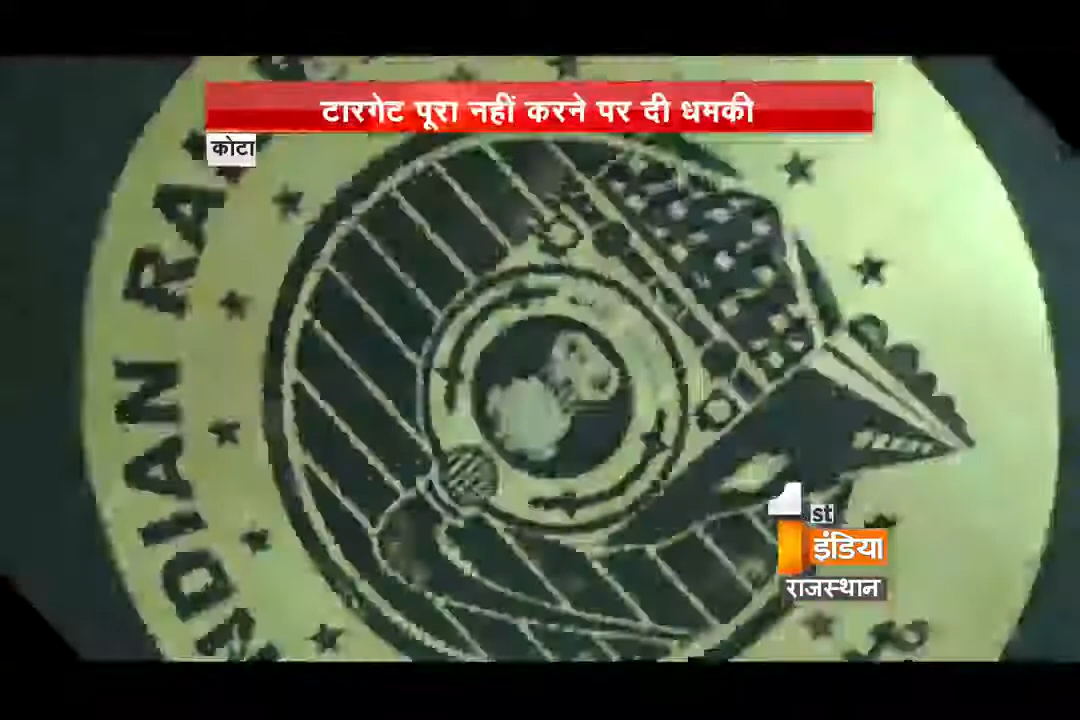 टारगेट पूरा नहीं करने पर दी धमकी
कोटा
INDIAN RA
1st
इंडिया
राजस्थान